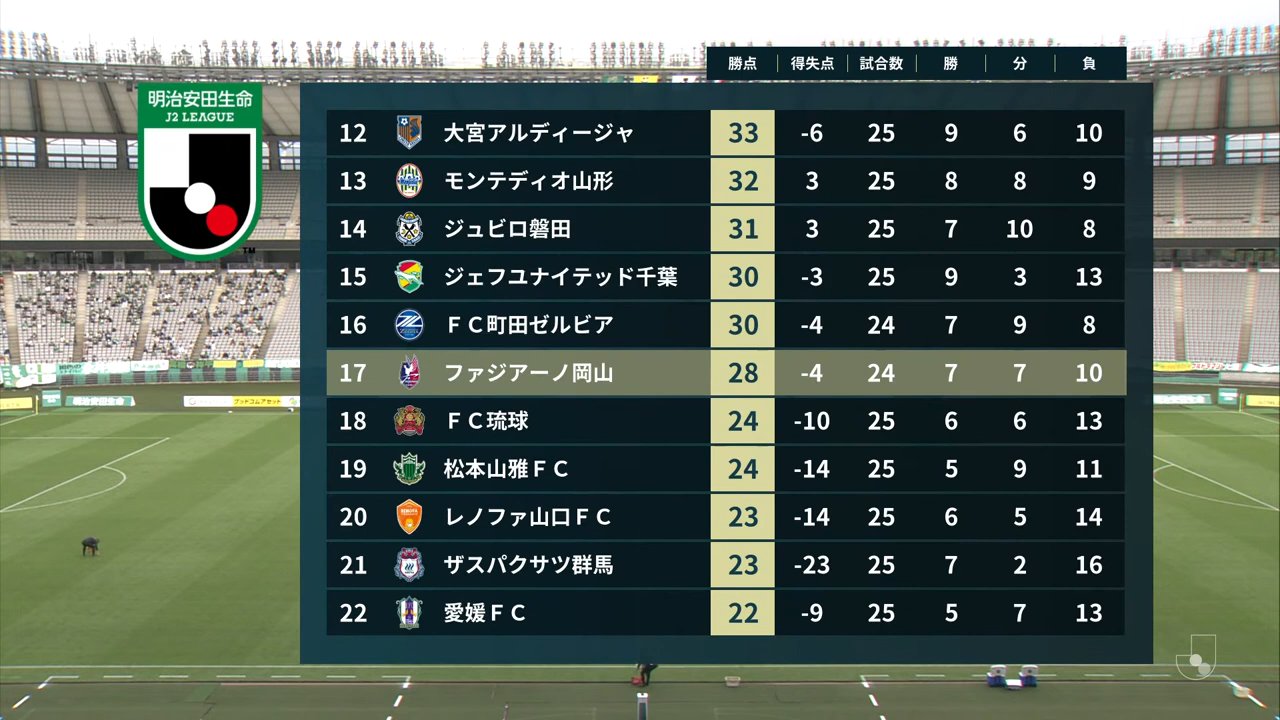 勝点 得失点 試合数 勝 分 負
明治安田生命
J2 LEAGUE
TM
12 大宮アルディージャ 33 -6 25 9 6 10
13 モンテディオ山形 32 3 25 8 8 9
14 ジュビロ磐田 31 3 25 7 10 8
15 ジェフユナイテッド千葉 30 -3 25 9 3 13
16 ＦＣ町田ゼルビア 30 -4 24 7 9 8
17 ファジアーノ岡山 28 -4 24 7 7 10
18 ＦＣ琉球 24 -10 25 6 6 13
19 松本山雅ＦＣ 24 -14 25 5 9 11
20 レノファ山口ＦＣ 23 -14 25 6 5 14
21 ザスパクサツ群馬 23 -23 25 7 2 16
22 愛媛ＦＣ 22 -9 25 5 7 13
明治安田生命